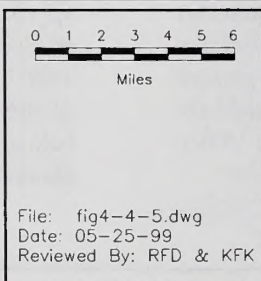 0 1 2 3 4 5 6
Miles
File: fig4-4-5.dwg
Date: 05-25-99
Reviewed By: RFD & KFK